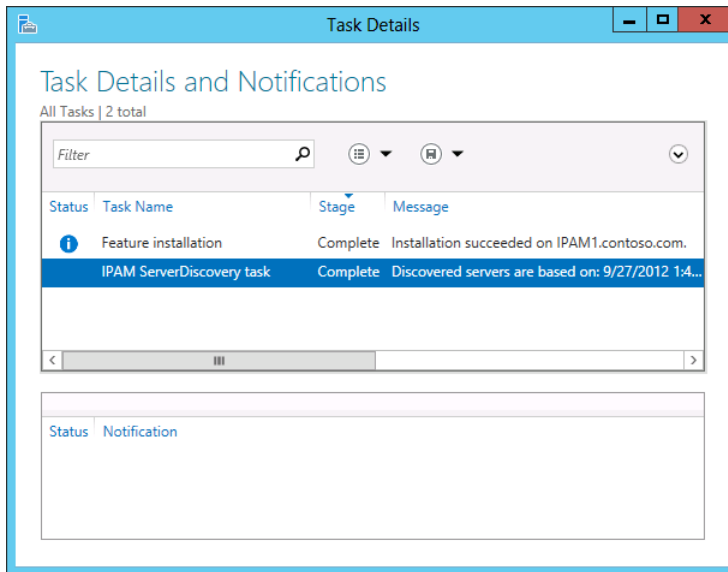 Task Details
Task Details and Notifications
All Tasks | 2 total
Filter
Status Task Name Stage Message
Feature installation Complete Installation succeeded on IPAM1.contoso.com.
IPAM ServerDiscovery task Complete Discovered servers are based on: 9/27/2012 1:4...
Status Notification